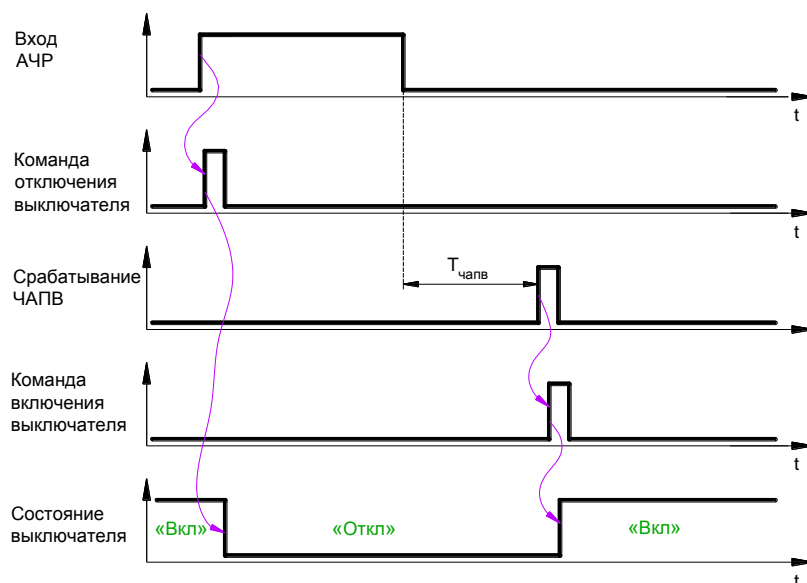 Вход
АЧР
t
Команда
отключения
выключателя
t
Срабатывание
ЧАПВ
Tчапв
t
Команда
включения
выключателя
t
Состояние
выключателя
«Вкл»
«Откл»
«Вкл»
t